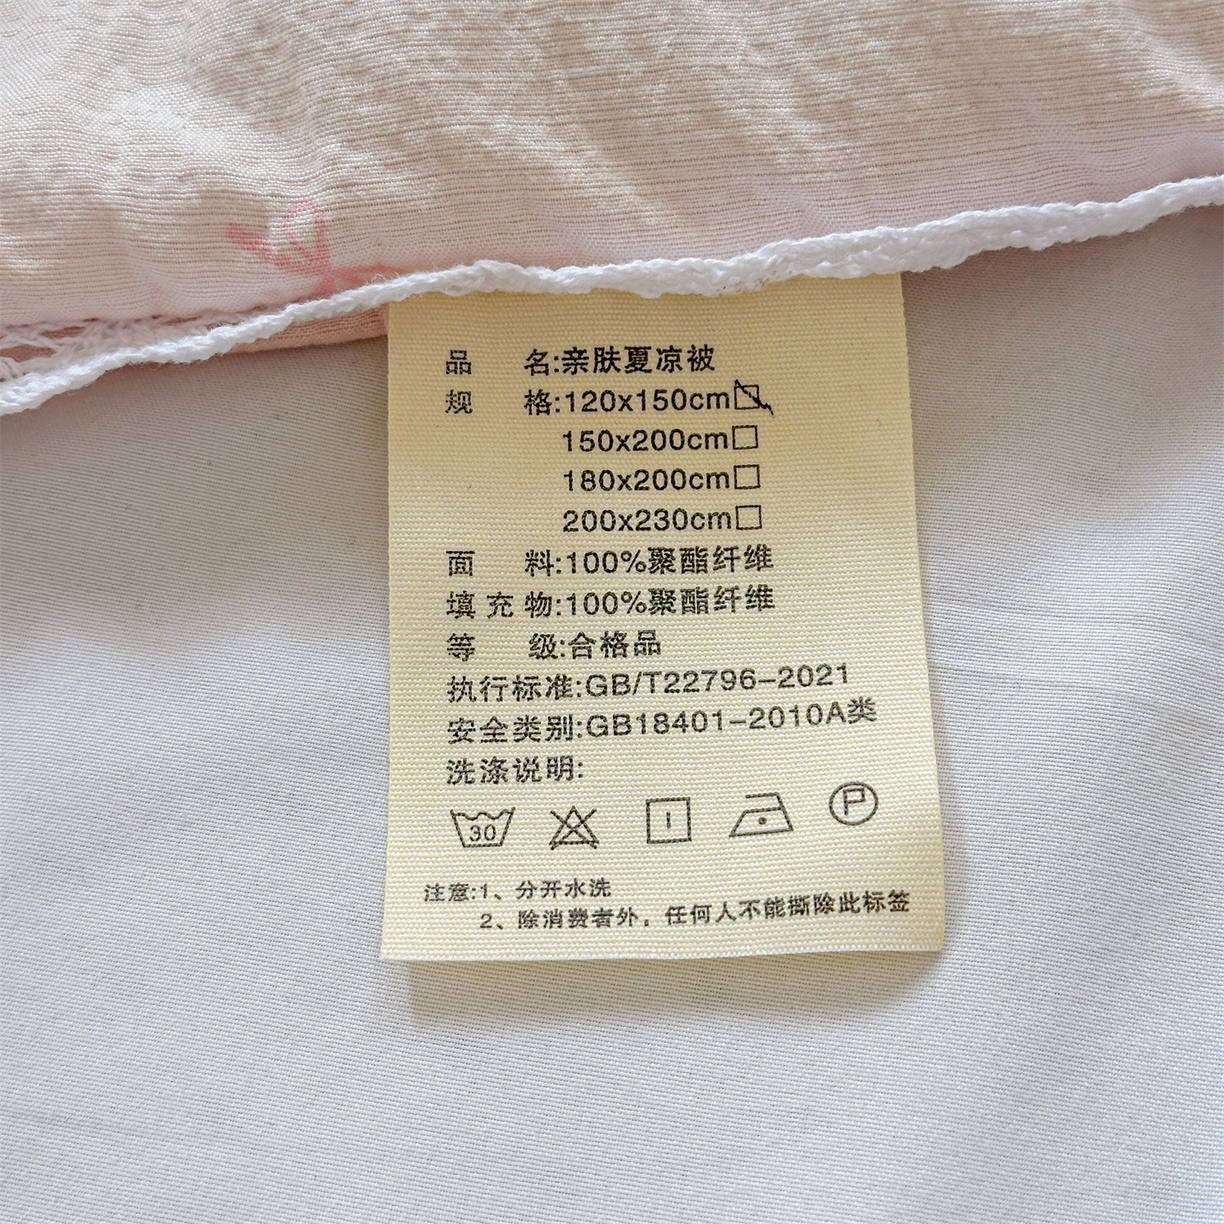 品 名:亲肤夏凉被
规 格:120x150cm☑
150x200cm□
180x200cm□
200x230cm□
面 料:100%聚酯纤维
填充物:100%聚酯纤维
等 级:合格品
执行标准:GB/T22796-2021
安全类别:GB18401-2010A类
洗涤说明:
30
P
注意:1、分开水洗
2、除消费者外，任何人不能撕除此标签